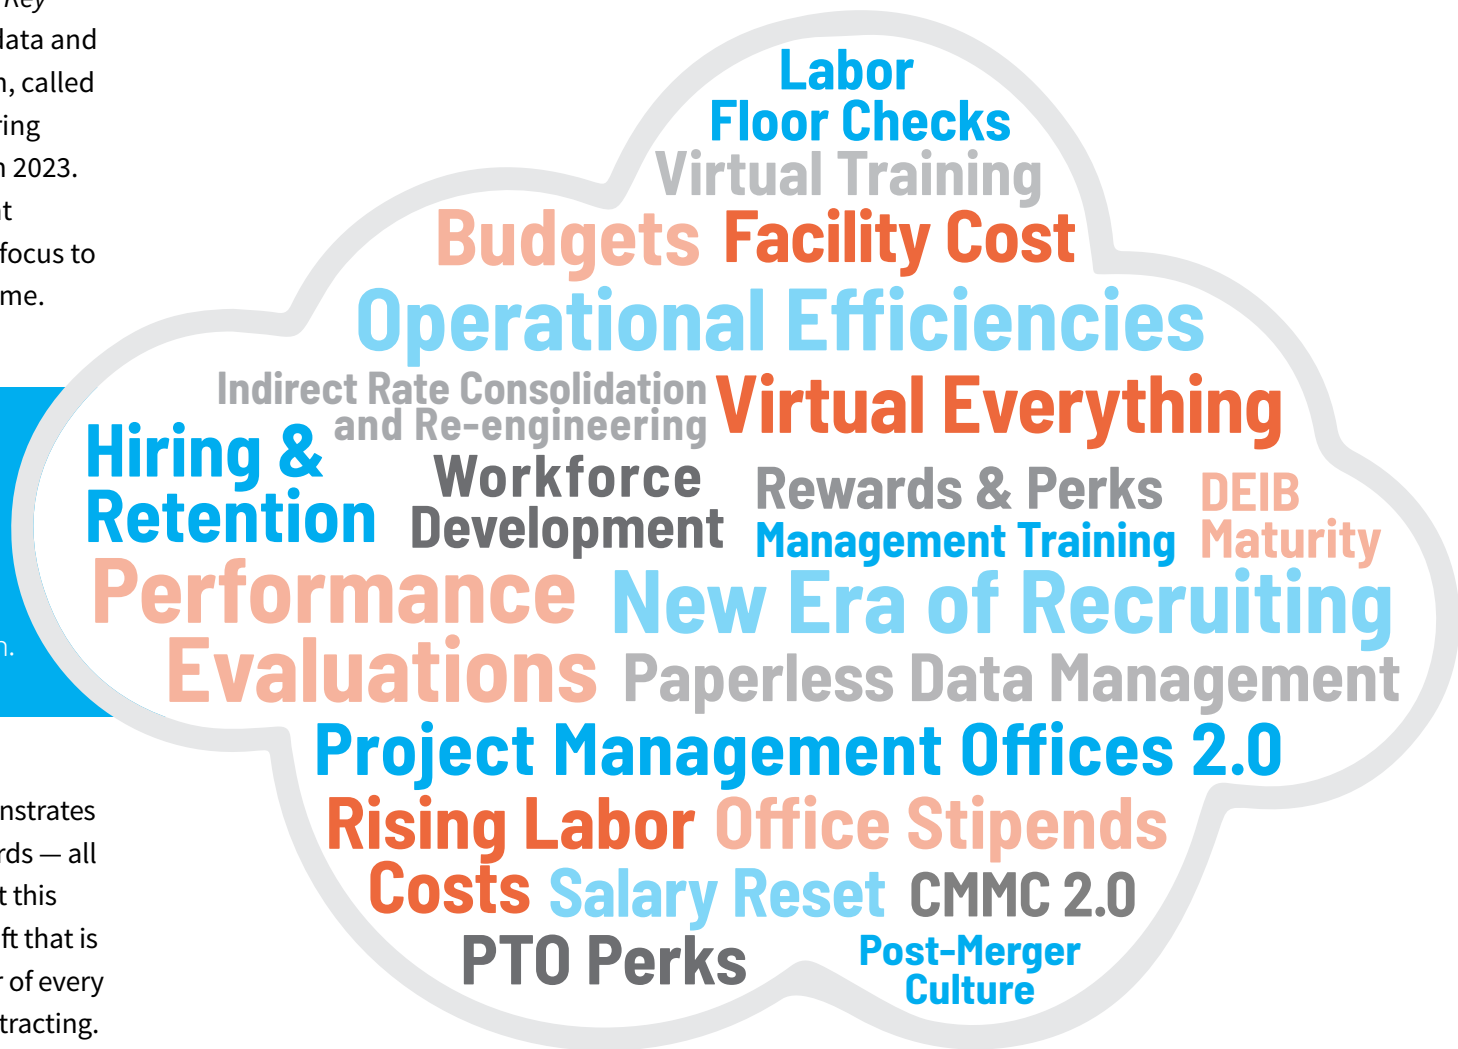 Key
data and
, called
ring
2023.
focus to
me.
n.
nstrates
rds — all
t this
ft that is
r of every
tracting.
Labor
Floor Checks
Virtual Training
Budgets Facility Cost
Operational Efficiencies
Indirect Rate Consolidation
and Re-engineering
Virtual Everything
Hiring &
Retention
Workforce
Development
Rewards & Perks
Management Training
DEIB
Maturity
Performance
Evaluations
New Era of Recruiting
Paperless Data Management
Project Management Offices 2.0
Rising Labor
Costs
Office Stipends
Salary Reset
CMMC 2.0
PTO Perks
Post-Merger
Culture